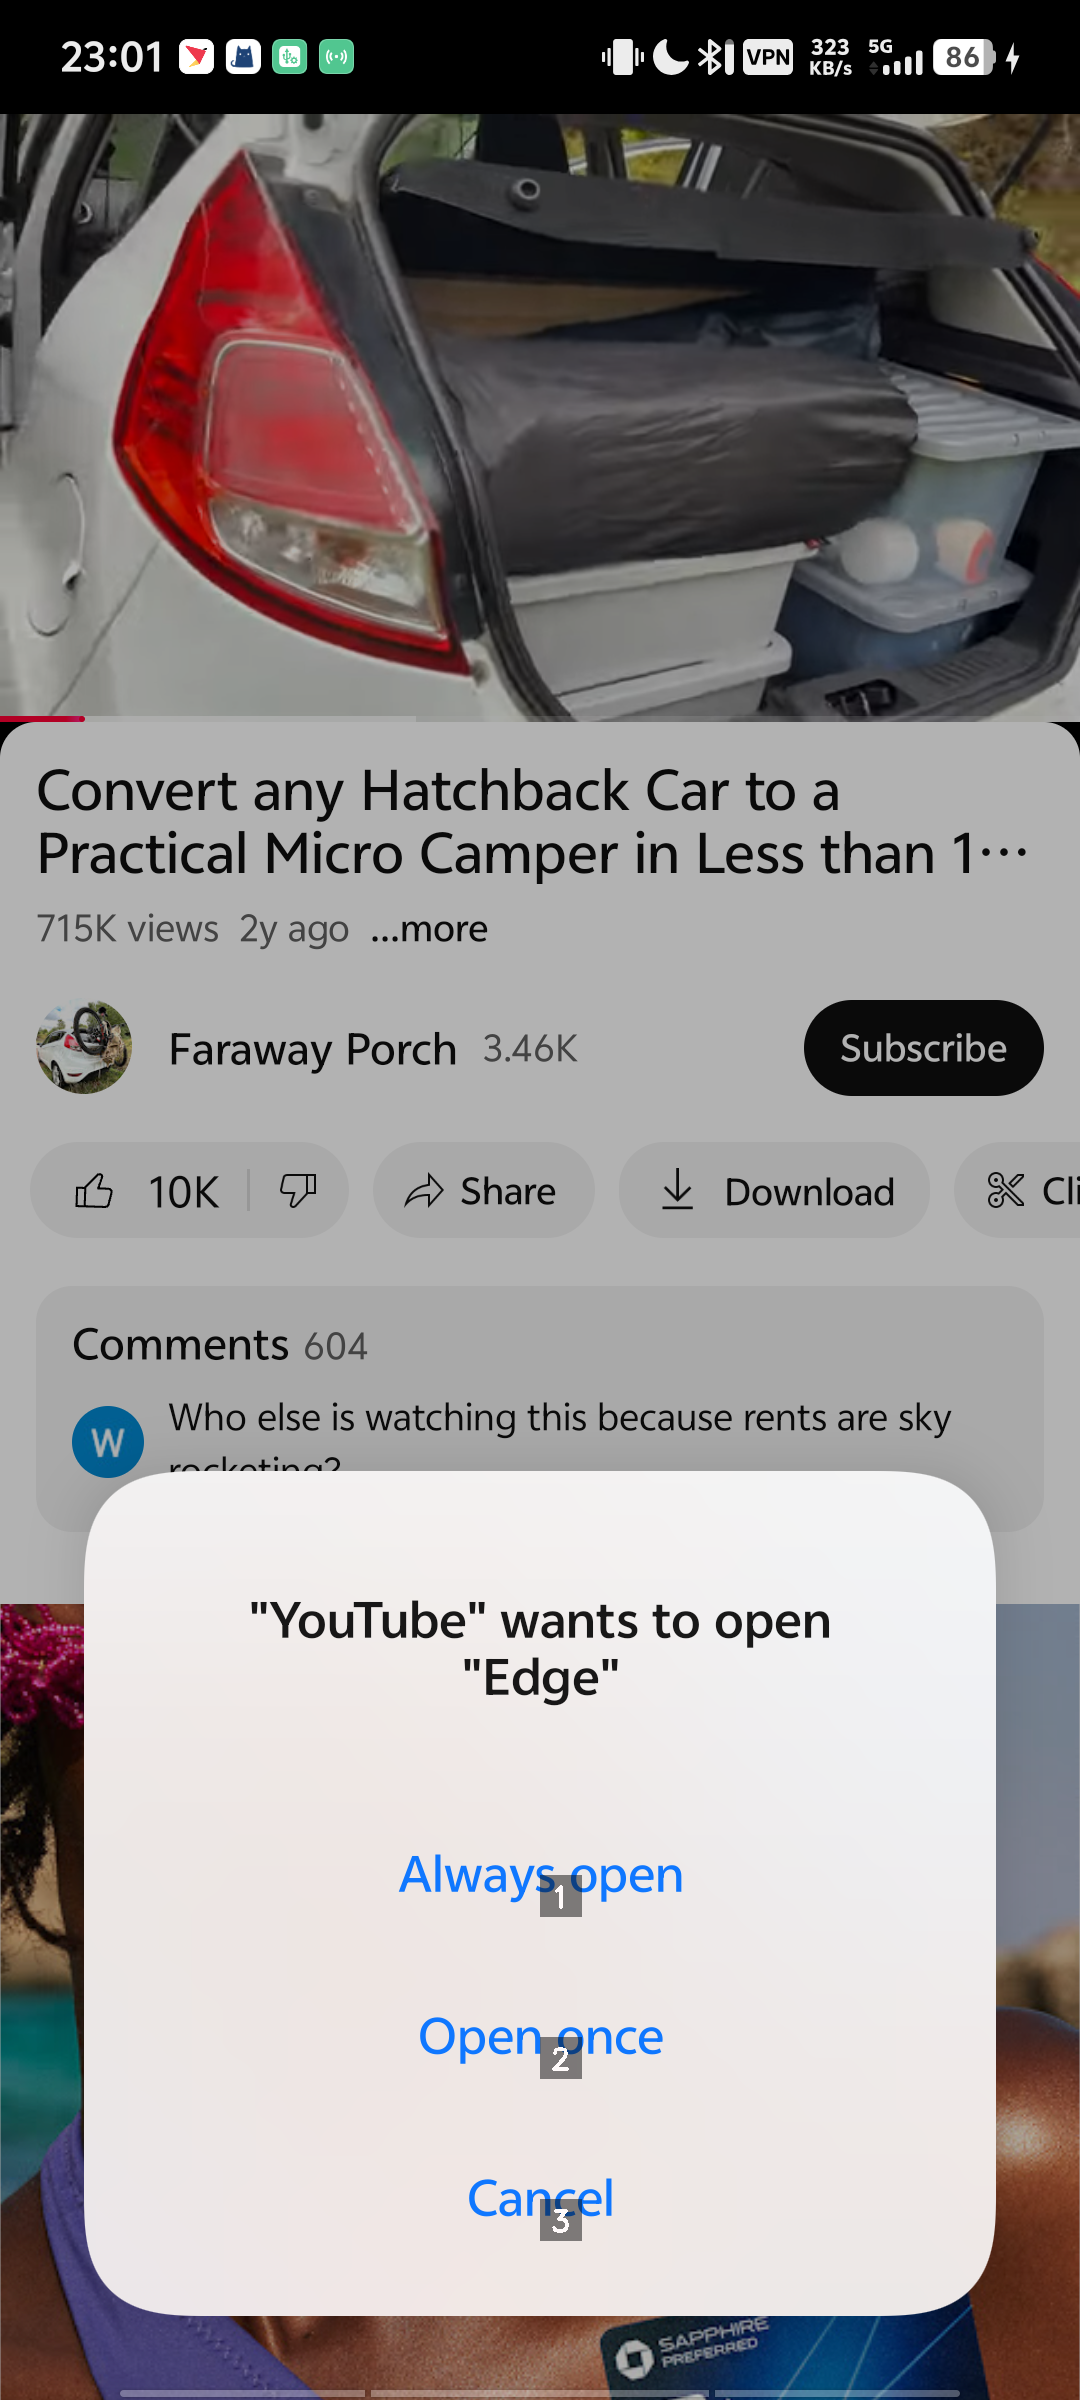 23:01
VPN
323 KB/s
5G
86
Convert any Hatchback Car to a
Practical Micro Camper in Less than 1...
715K views 2y ago ...more
Faraway Porch 3.46K
Subscribe
10K
Share
Download
Cli
Comments 604
W
Who else is watching this because rents are sky
rocketing?
"YouTube" wants to open
"Edge"
Always open
1
Open once
2
Cancel
3
SAPPHIRE
PREFERRED